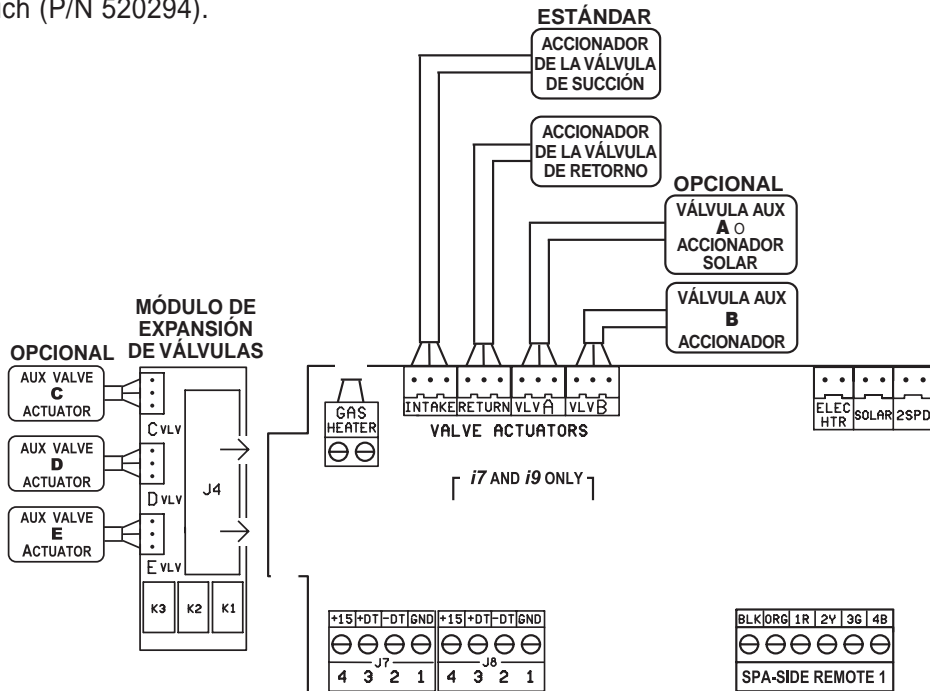 uch (P/N 520294).
ESTÁNDAR
ACCIONADOR
DE LA VÁLVULA
DE SUCCIÓN
ACCIONADOR
DE LA VÁLVULA
DE RETORNO
OPCIONAL
VÁLVULA AUX
A O
ACCIONADOR
SOLAR
VÁLVULA AUX
B
ACCIONADOR
MÓDULO DE
EXPANSIÓN
DE VÁLVULAS
OPCIONAL
AUX VALVE
C
ACTUATOR
AUX VALVE
D
ACTUATOR
AUX VALVE
E
ACTUATOR
C VLV
D VLV
E VLV
J4
K3 K2 K1
GAS
HEATER
INTAKE RETURN VLVA VLVB
VALVE ACTUATORS
i7 AND i9 ONLY
ELEC
HTR
SOLAR 2SPD
+15 +DT -DT GND +15 +DT -DT GND
J7 J8
4 3 2 1 4 3 2 1
BLK ORG 1R 2Y 3G 4B
SPA-SIDE REMOTE 1